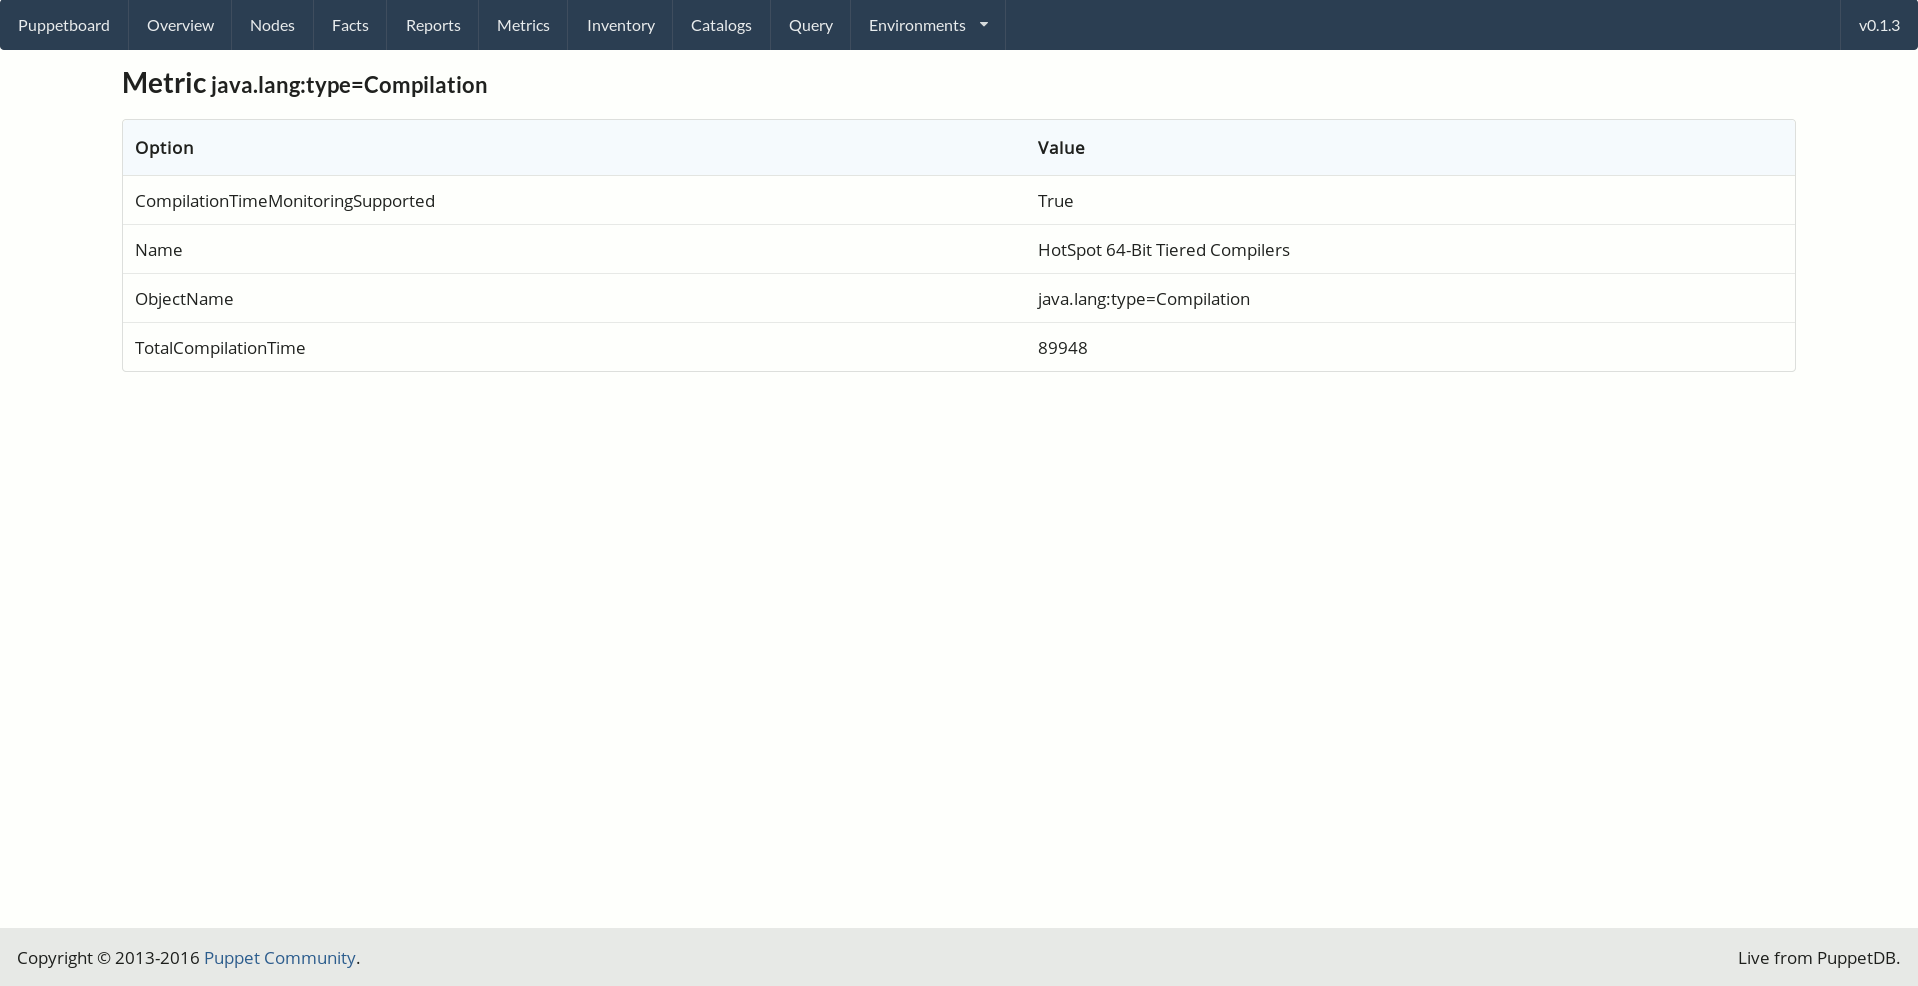 Puppetboard Overview Nodes Facts Reports Metrics Inventory Catalogs Query Environments v0.1.3
Metric java.lang:type=Compilation
Option Value
CompilationTimeMonitoringSupported True
Name HotSpot 64-Bit Tiered Compilers
ObjectName java.lang:type=Compilation
TotalCompilationTime 89948
Copyright © 2013-2016 Puppet Community. Live from PuppetDB.